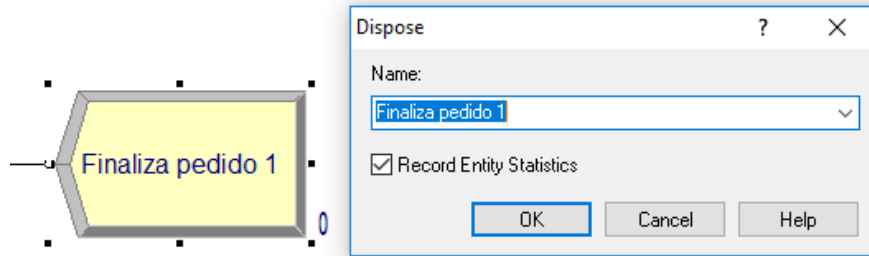 Finaliza pedido 1
0
Dispose
?
Name:
Finaliza pedido 1
Record Entity Statistics
OK
Cancel
Help